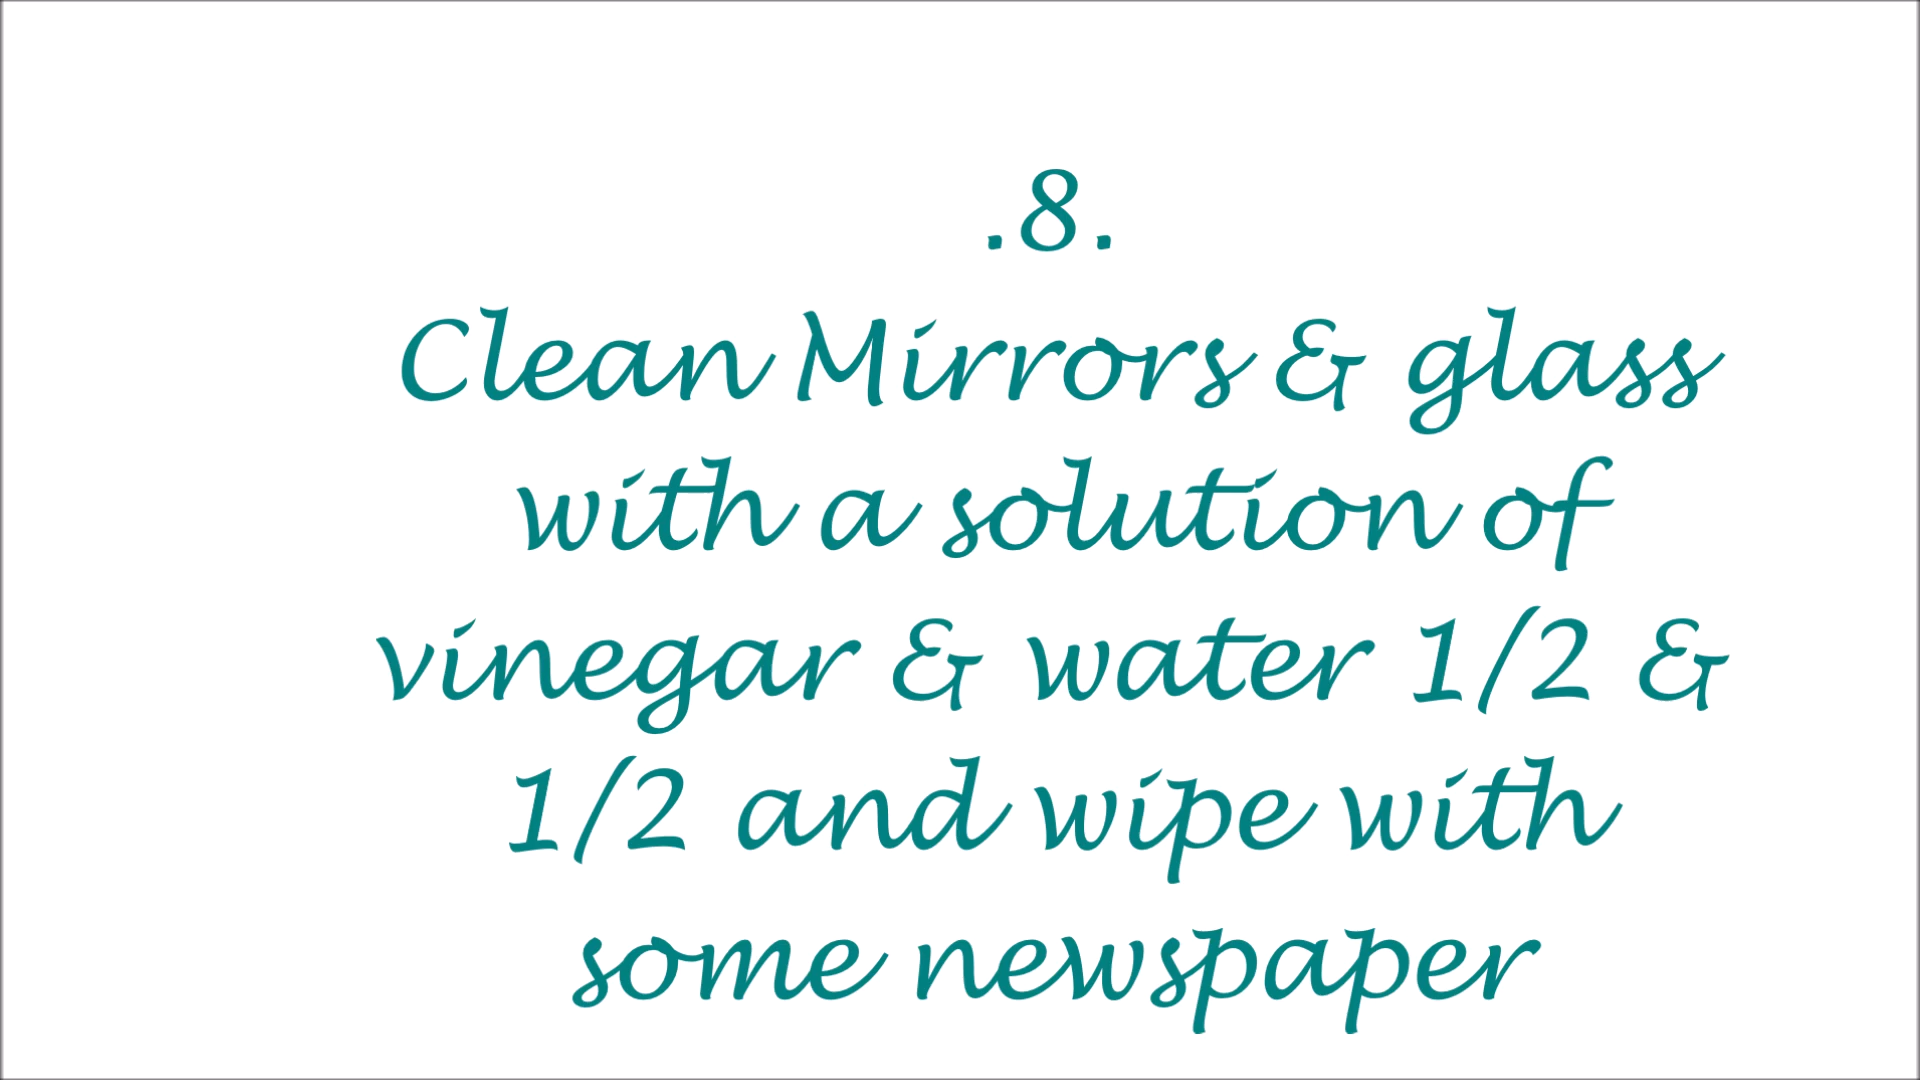 .8.
Clean Mirrors & glass
with a solution of
vinegar & water 1/2 &
1/2 and wipe with
some newspaper